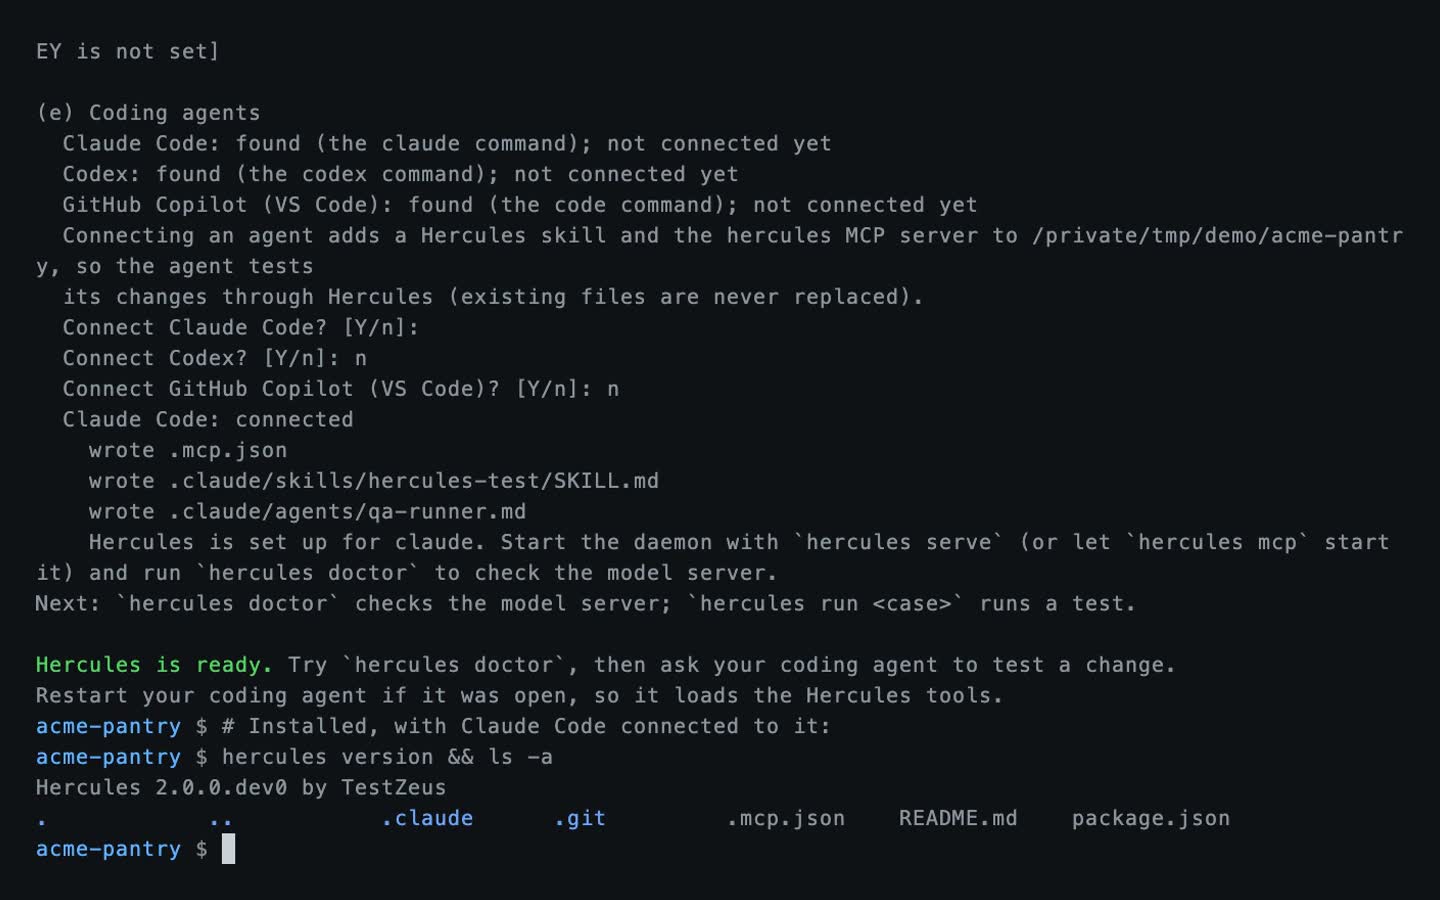 EY is not set]
(e) Coding agents
Claude Code: found (the claude command); not connected yet
Codex: found (the codex command); not connected yet
GitHub Copilot (VS Code): found (the code command); not connected yet
Connecting an agent adds a Hercules skill and the hercules MCP server to /private/tmp/demo/acme-pantr
y, so the agent tests
its changes through Hercules (existing files are never replaced).
Connect Claude Code? [Y/n]:
Connect Codex? [Y/n]: n
Connect GitHub Copilot (VS Code)? [Y/n]: n
Claude Code: connected
wrote .mcp.json
wrote .claude/skills/hercules-test/SKILL.md
wrote .claude/agents/qa-runner.md
Hercules is set up for claude. Start the daemon with `hercules serve` (or let `hercules mcp` start
it) and run `hercules doctor` to check the model server.
Next: `hercules doctor` checks the model server; `hercules run <case>` runs a test.
Hercules is ready. Try `hercules doctor`, then ask your coding agent to test a change.
Restart your coding agent if it was open, so it loads the Hercules tools.
acme-pantry $ # Installed, with Claude Code connected to it:
acme-pantry $ hercules version && ls -a
Hercules 2.0.0.dev0 by TestZeus
. .. .claude .git .mcp.json README.md package.json
acme-pantry $